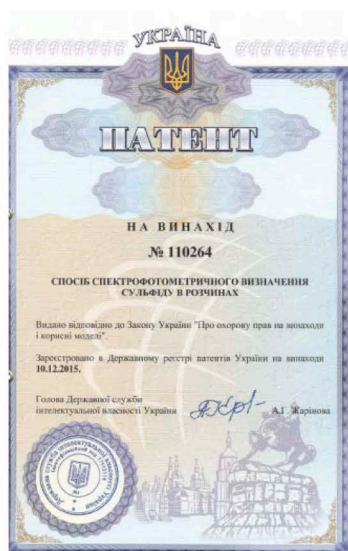 УКРАЇНА
ПАТЕНТ
НА ВИНАХІД
№ 110264
СПОСІБ СПЕКТРОФОТОМЕТРИЧНОГО ВИЗНАЧЕННЯ
СУЛЬФІДУ В РОЗЧИНАХ
Видано відповідно до Закону України "Про охорону прав на винаходи
і корисні моделі".
Зареєстровано в Державному реєстрі патентів України на винаходи
10.12.2015.
Голова Державної служби
інтелектуальної власності України
А.Г. Жарінова